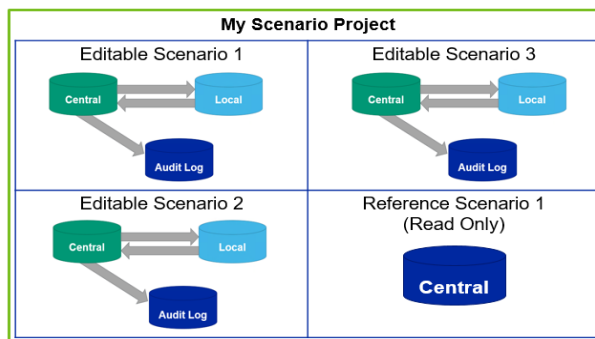 My Scenario Project
Editable Scenario 1
Central
Local
Audit Log
Editable Scenario 3
Central
Local
Audit Log
Editable Scenario 2
Central
Local
Audit Log
Reference Scenario 1
(Read Only)
Central